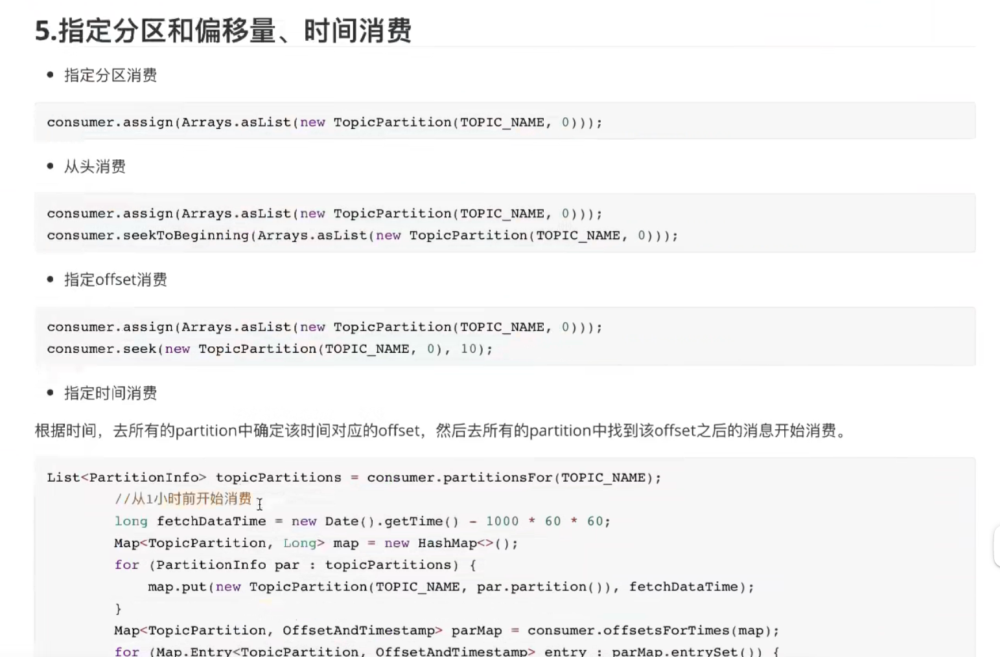 5.指定分区和偏移量、时间消费
指定分区消费
consumer.assign(Arrays.asList(new TopicPartition(TOPIC_NAME, 0)));
从头消费
consumer.assign(Arrays.asList(new TopicPartition(TOPIC_NAME, 0)));
consumer.seekToBeginning(Arrays.asList(new TopicPartition(TOPIC_NAME, 0)));
指定offset消费
consumer.assign(Arrays.asList(new TopicPartition(TOPIC_NAME, 0)));
consumer.seek(new TopicPartition(TOPIC_NAME, 0), 10);
指定时间消费
根据时间，去所有的partition中确定该时间对应的offset，然后去所有的partition中找到该offset之后的消息开始消费。
List<PartitionInfo> topicPartitions = consumer.partitionsFor(TOPIC_NAME);
//从1小时前开始消费
long fetchDataTime = new Date().getTime() - 1000 * 60 * 60;
Map<TopicPartition, Long> map = new HashMap<>();
for (PartitionInfo par : topicPartitions) {
map.put(new TopicPartition(TOPIC_NAME, par.partition()), fetchDataTime);
}
Map<TopicPartition, OffsetAndTimestamp> parMap = consumer.offsetsForTimes(map);
for (Map.Entry<TopicPartition, OffsetAndTimestamp> entry : parMap.entrySet()) {